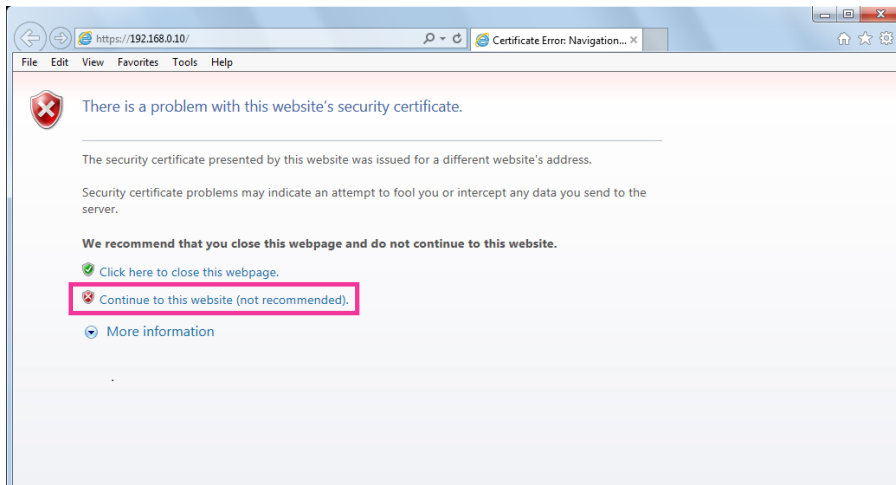 https://192.168.0.10/
Certificate Error: Navigation...
File Edit View Favorites Tools Help
There is a problem with this website's security certificate.
The security certificate presented by this website was issued for a different website's address.
Security certificate problems may indicate an attempt to fool you or intercept any data you send to the
server.
We recommend that you close this webpage and do not continue to this website.
Click here to close this webpage.
Continue to this website (not recommended).
More information
.